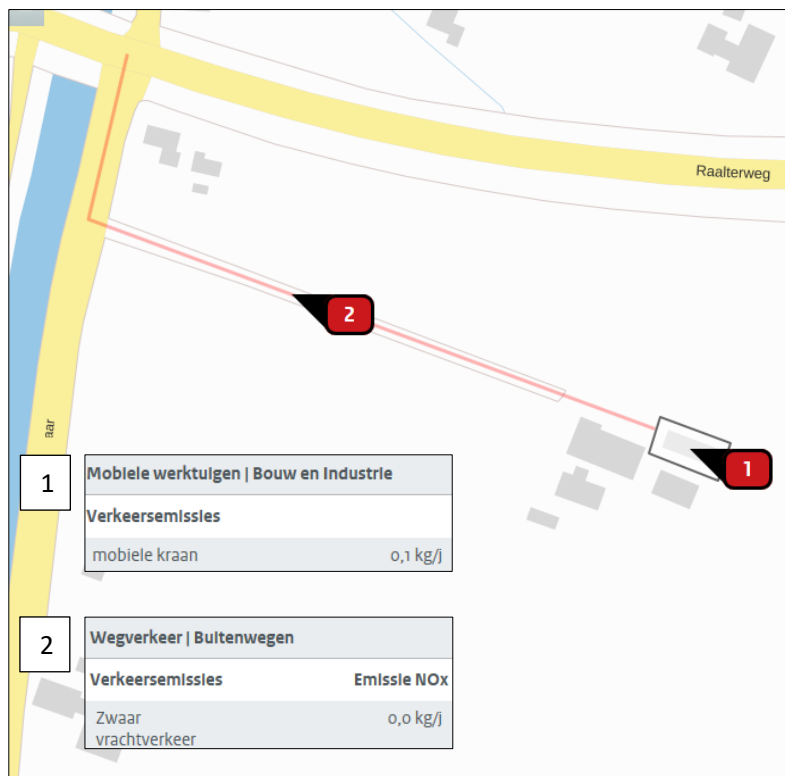 Raalterweg
2
aar
1
1
Mobiele werktuigen | Bouw en Industrie
Verkeersemissies
mobiele kraan 0,1 kg/j
2
Wegverkeer | Buitenwegen
Verkeersemissies Emissie NOx
Zwaar 0,0 kg/j
vrachtverkeer